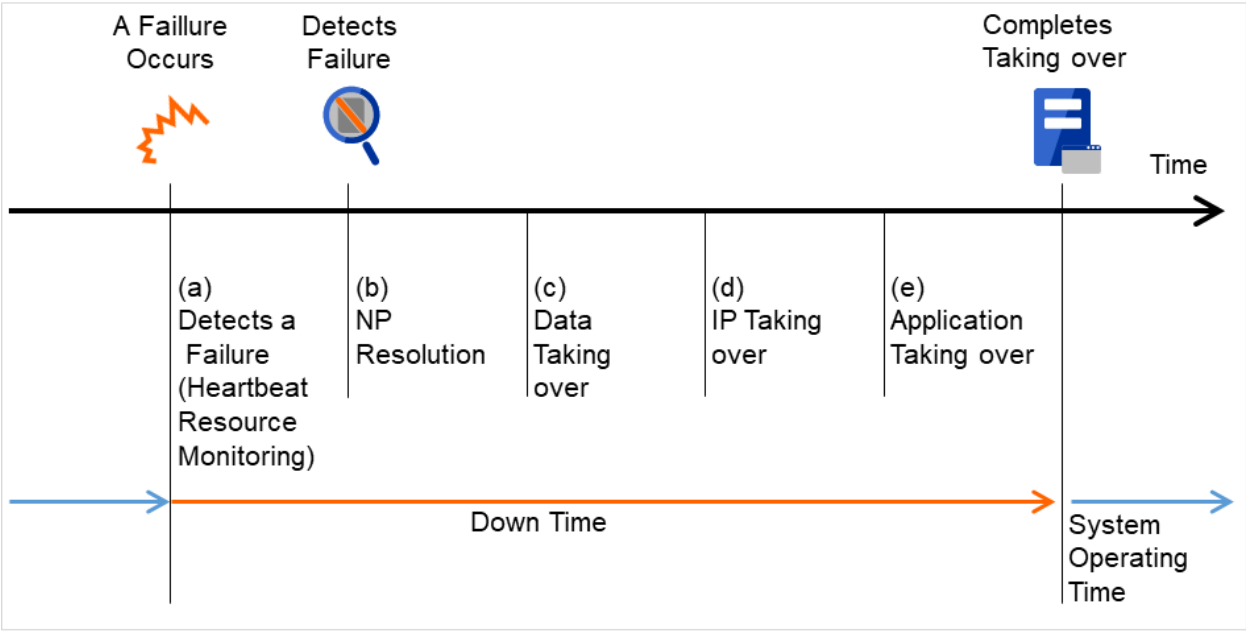 A Faillure
Occurs
Detects
Failure
Completes
Taking over
Time
(a)
Detects a
Failure
(Heartbeat
Resource
Monitoring)
(b)
NP
Resolution
(c)
Data
Taking
over
(d)
IP Taking
over
(e)
Application
Taking over
Down Time
System
Operating
Time